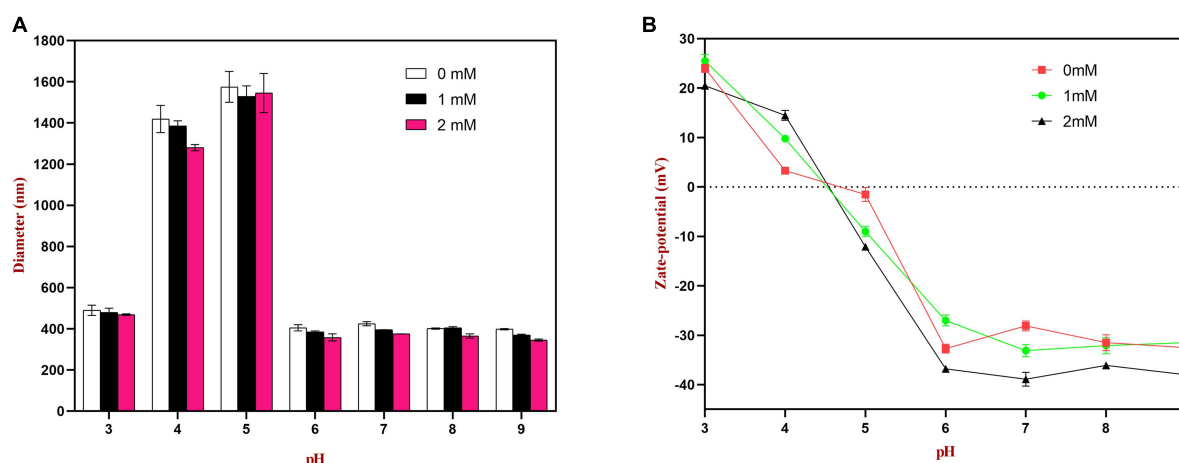 A
1800
1600
1400
1200
1000
800
600
400
200
0
Diameter (nm)
0 mM
1 mM
2 mM
3 4 5 6 7 8 9
pH
B
30
20
10
0
-10
-20
-30
-40
Zate-potential (mV)
0mM
1mM
2mM
3 4 5 6 7 8
pH